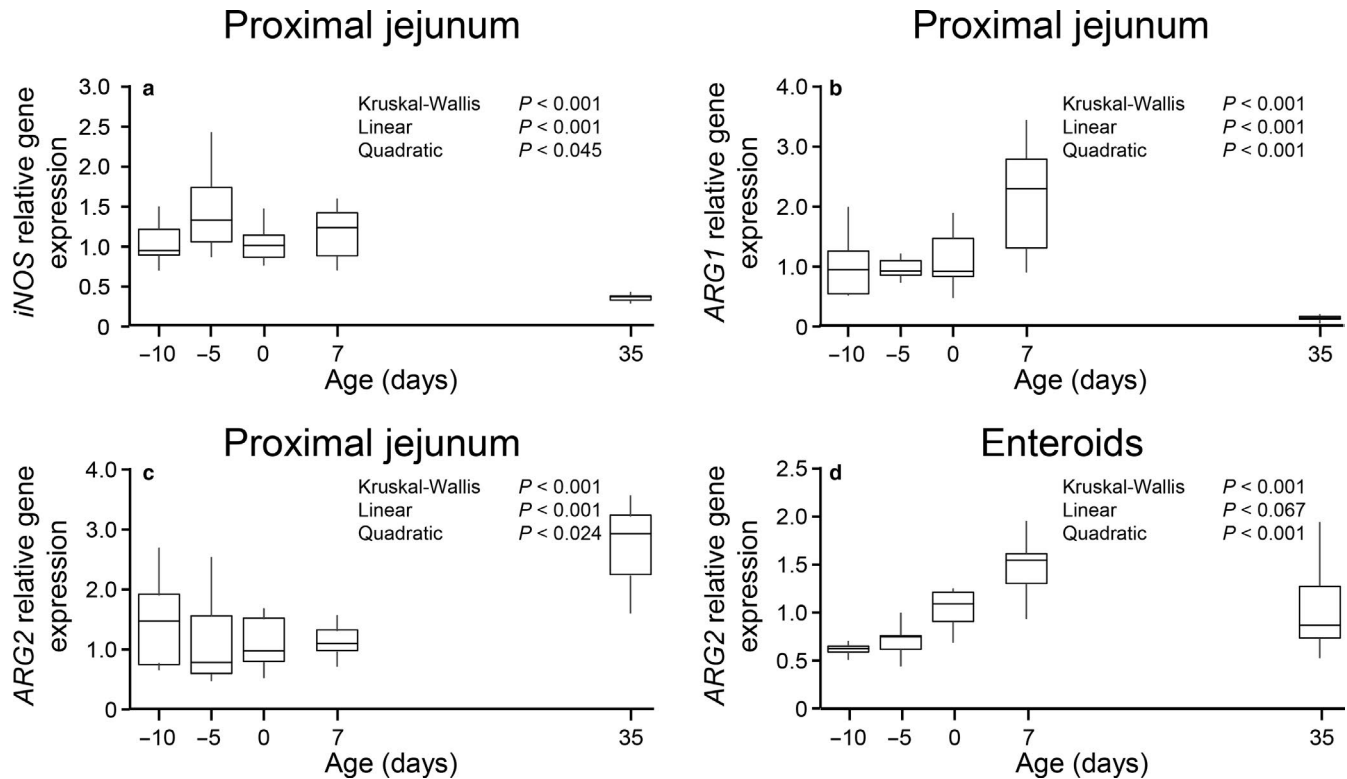 Proximal jejunum
a
Kruskal-Wallis P < 0.001
Linear P < 0.001
Quadratic P < 0.045
iNOS relative gene
expression
3.0
2.5
2.0
1.5
1.0
0.5
0
−10 −5 0 7 35
Age (days)
Proximal jejunum
b
Kruskal-Wallis P < 0.001
Linear P < 0.001
Quadratic P < 0.001
ARG1 relative gene
expression
4.0
3.0
2.0
1.0
0
−10 −5 0 7 35
Age (days)
Proximal jejunum
c
Kruskal-Wallis P < 0.001
Linear P < 0.001
Quadratic P < 0.024
ARG2 relative gene
expression
4.0
3.0
2.0
1.0
0
−10 −5 0 7 35
Age (days)
Enteroids
d
Kruskal-Wallis P < 0.001
Linear P < 0.067
Quadratic P < 0.001
ARG2 relative gene
expression
2.5
2.0
1.5
1.0
0.5
0
−10 −5 0 7 35
Age (days)